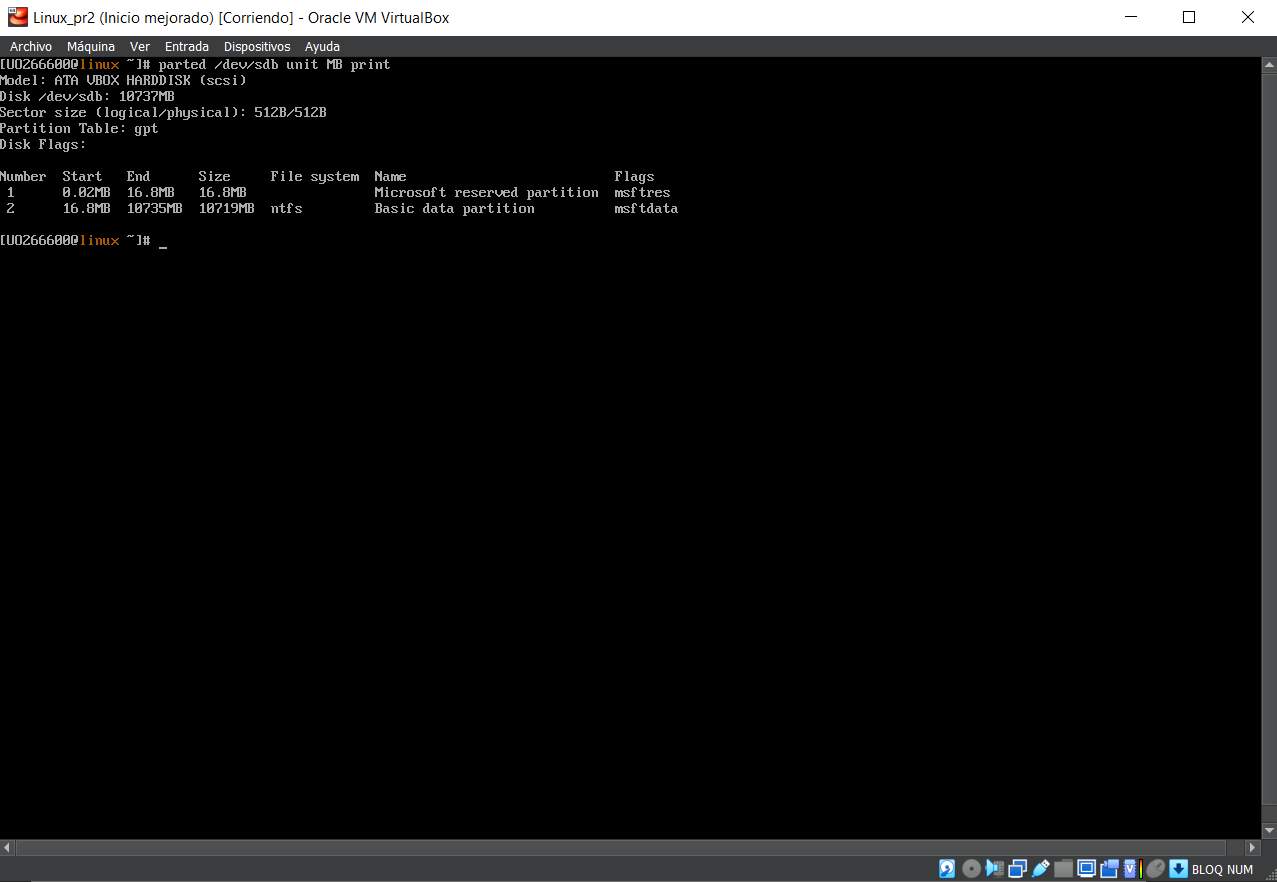 Linux_pr2 (Inicio mejorado) [Corriendo] - Oracle VM VirtualBox
Archivo Máquina Ver Entrada Dispositivos Ayuda
[UO266600@linux ~]# parted /dev/sdb unit MB print
Model: ATA VBOX HARDDISK (scsi)
Disk /dev/sdb: 10737MB
Sector size (logical/physical): 512B/512B
Partition Table: gpt
Disk Flags:
Number Start End Size File system Name Flags
1 0.02MB 16.8MB 16.8MB Microsoft reserved partition msftres
2 16.8MB 10735MB 10719MB ntfs Basic data partition msftdata
[UO266600@linux ~]# _
BLOQ NUM